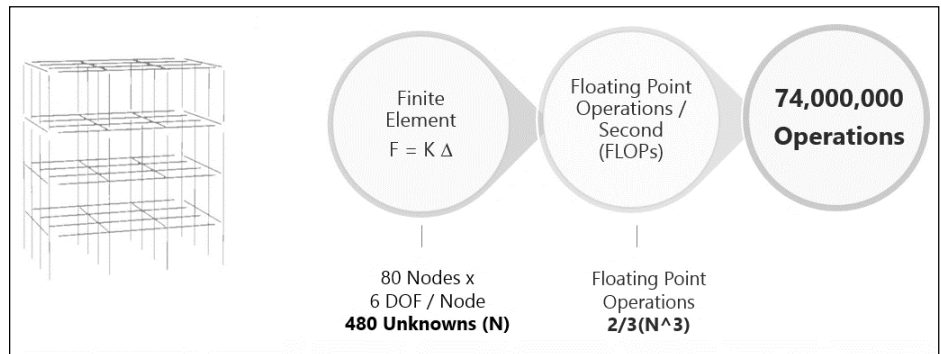 Finite
Element
F = K Δ
Floating Point
Operations /
Second
(FLOPs)
74,000,000
Operations
80 Nodes x
6 DOF / Node
480 Unknowns (N)
Floating Point
Operations
2/3(N^3)